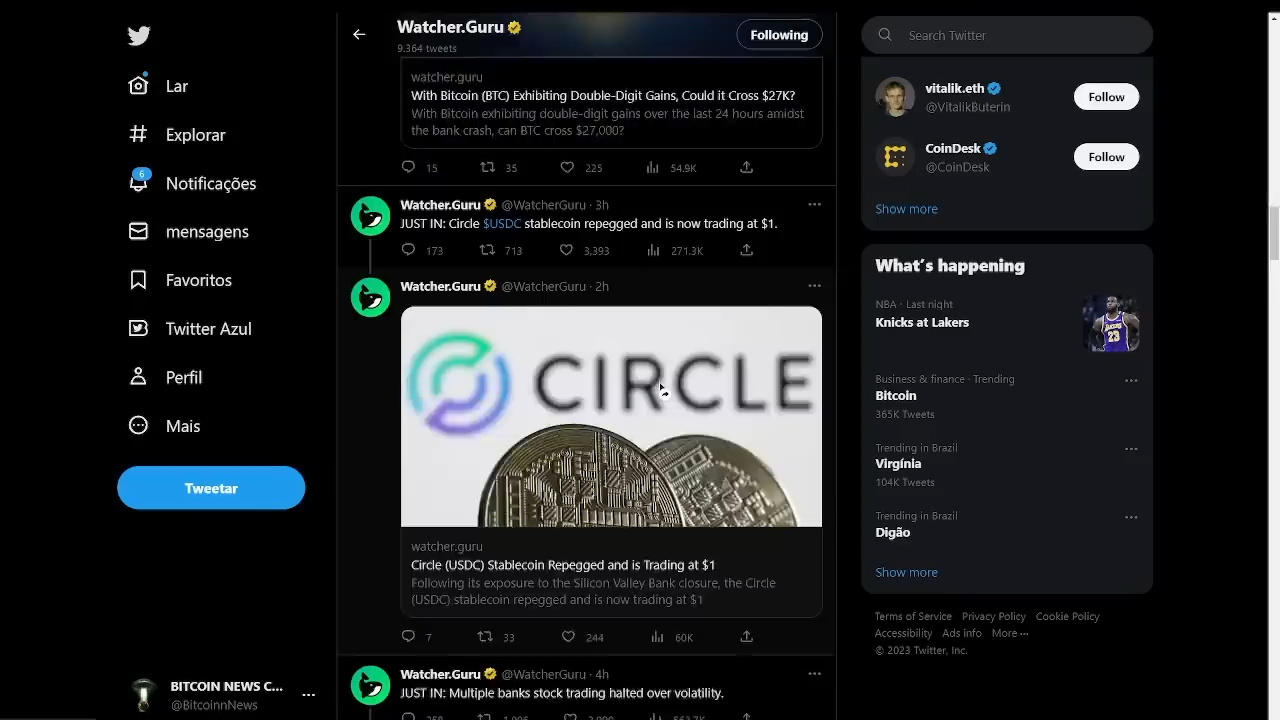 Lar
Explorar
6
Notificações
mensagens
Favoritos
Twitter Azul
Perfil
Mais
Tweetar
BITCOIN NEWS C...
@BitcoinnNews
Watcher.Guru
9.364 tweets
Following
watcher.guru
With Bitcoin (BTC) Exhibiting Double-Digit Gains, Could it Cross $27K?
With Bitcoin exhibiting double-digit gains over the last 24 hours amidst
the bank crash, can BTC cross $27,000?
15 35 225 54.9K
Watcher.Guru @WatcherGuru · 3h
JUST IN: Circle $USDC stablecoin repegged and is now trading at $1.
173 713 3,393 271.3K
Watcher.Guru @WatcherGuru · 2h
CIRCLE
watcher.guru
Circle (USDC) Stablecoin Repegged and is Trading at $1
Following its exposure to the Silicon Valley Bank closure, the Circle
(USDC) stablecoin repegged and is now trading at $1
7 33 244 60K
Watcher.Guru @WatcherGuru · 4h
JUST IN: Multiple banks stock trading halted over volatility.
Search Twitter
vitalik.eth
@VitalikButerin
Follow
CoinDesk
@CoinDesk
Follow
Show more
What's happening
NBA · Last night
Knicks at Lakers
23
Business & finance · Trending
Bitcoin
365K Tweets
Trending in Brazil
Virgínia
104K Tweets
Trending in Brazil
Digão
Show more
Terms of Service Privacy Policy Cookie Policy
Accessibility Ads info More ···
© 2023 Twitter, Inc.